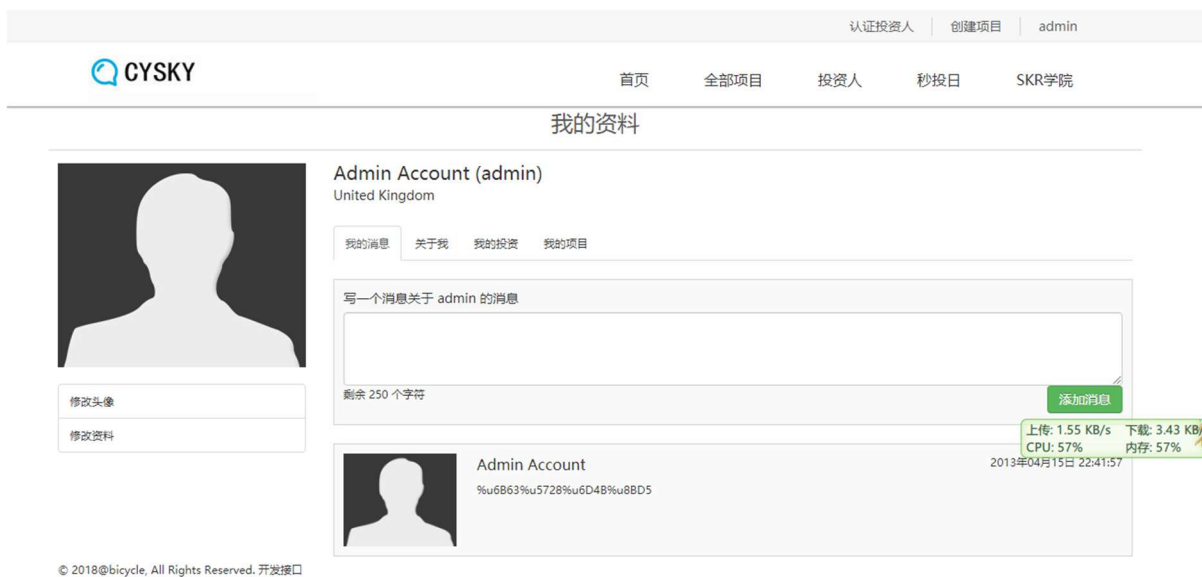 认证投资人 创建项目 admin
CYSKY
首页 全部项目 投资人 秒投日 SKR学院
我的资料
Admin Account (admin)
United Kingdom
我的消息 关于我 我的投资 我的项目
写一个消息关于 admin 的消息
剩余 250 个字符
添加消息
修改头像
修改资料
上传: 1.55 KB/s 下载: 3.43 KB/
CPU: 57% 内存: 57%
Admin Account
2013年04月15日 22:41:57
%u6B63%u5728%u6D4B%u8BD5
© 2018@bicycle, All Rights Reserved. 开发接口